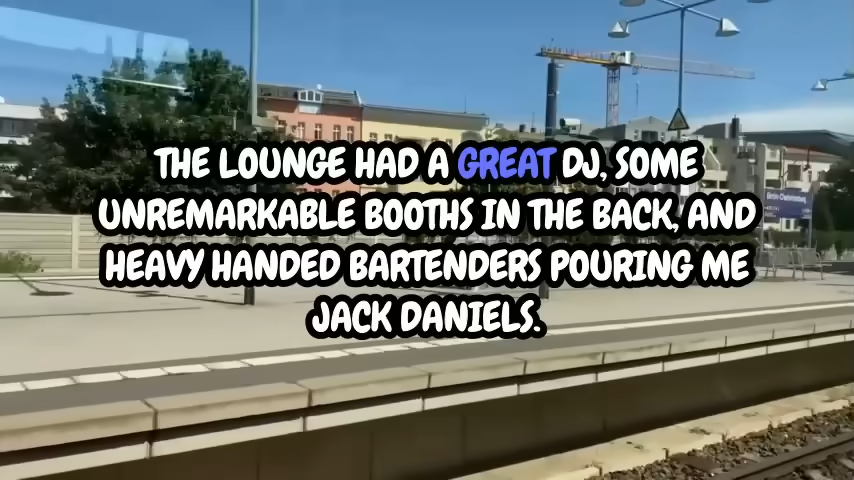 THE LOUNGE HAD A GREAT DJ, SOME
UNREMARKABLE BOOTHS IN THE BACK, AND
HEAVY HANDED BARTENDERS POURING ME
JACK DANIELS.